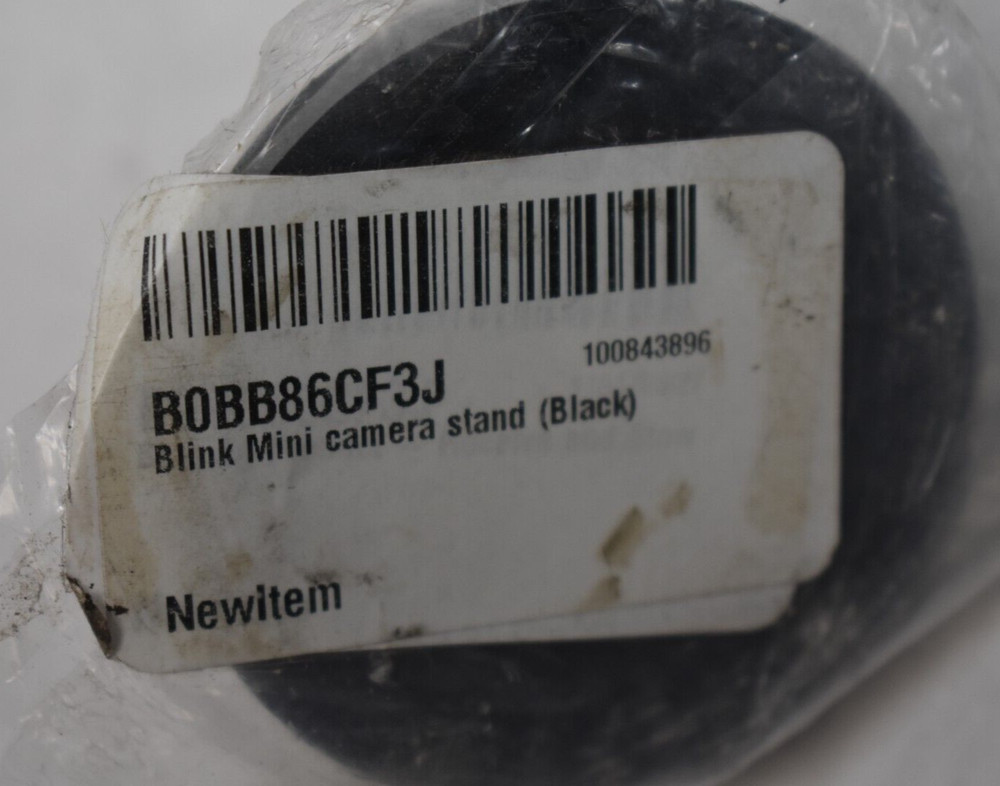 100843896
B0BB86CF3J
Blink Mini camera stand (Black)
Newitem